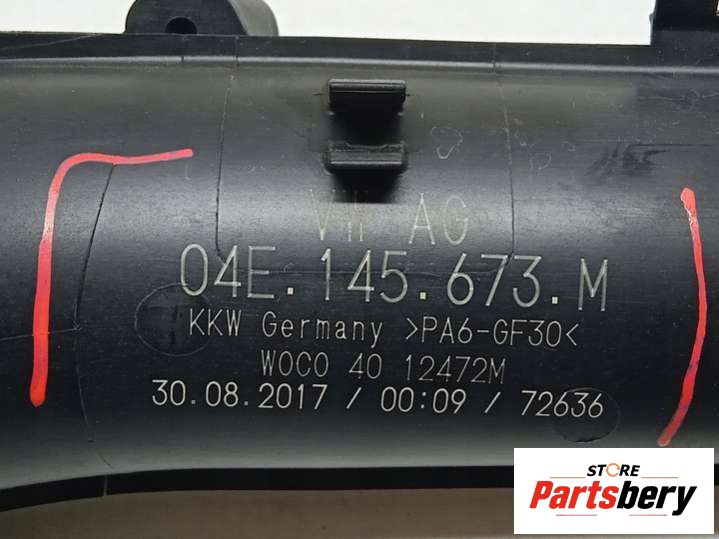 VW AG
04E.145.673.M
KKW Germany >PA6-GF30<
WOCO 40 12472M
30.08.2017 / 00:09 / 72636
STORE
Partsbery